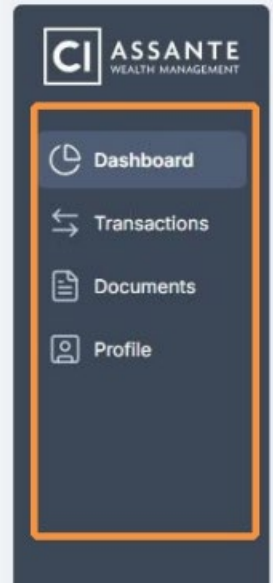 CI ASSANTE
WEALTH MANAGEMENT
Dashboard
Transactions
Documents
Profile